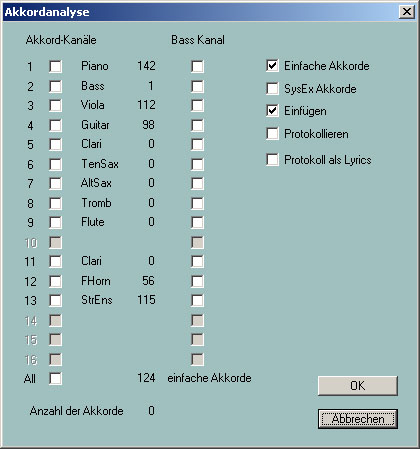 Akkordanalyse
Akkord-Kanäle Bass Kanal
1 Piano 142 Einfache Akkorde
2 Bass 1 SysEx Akkorde
3 Viola 112 Einfügen
4 Guitar 98 Protokollieren
5 Clari 0 Protokoll als Lyrics
6 TenSax 0
7 AltSax 0
8 Tromb 0
9 Flute 0
10
11 Clari 0
12 FHorn 56
13 StrEns 115
14
15
16
All 124 einfache Akkorde
OK
Anzahl der Akkorde 0
Abbrechen